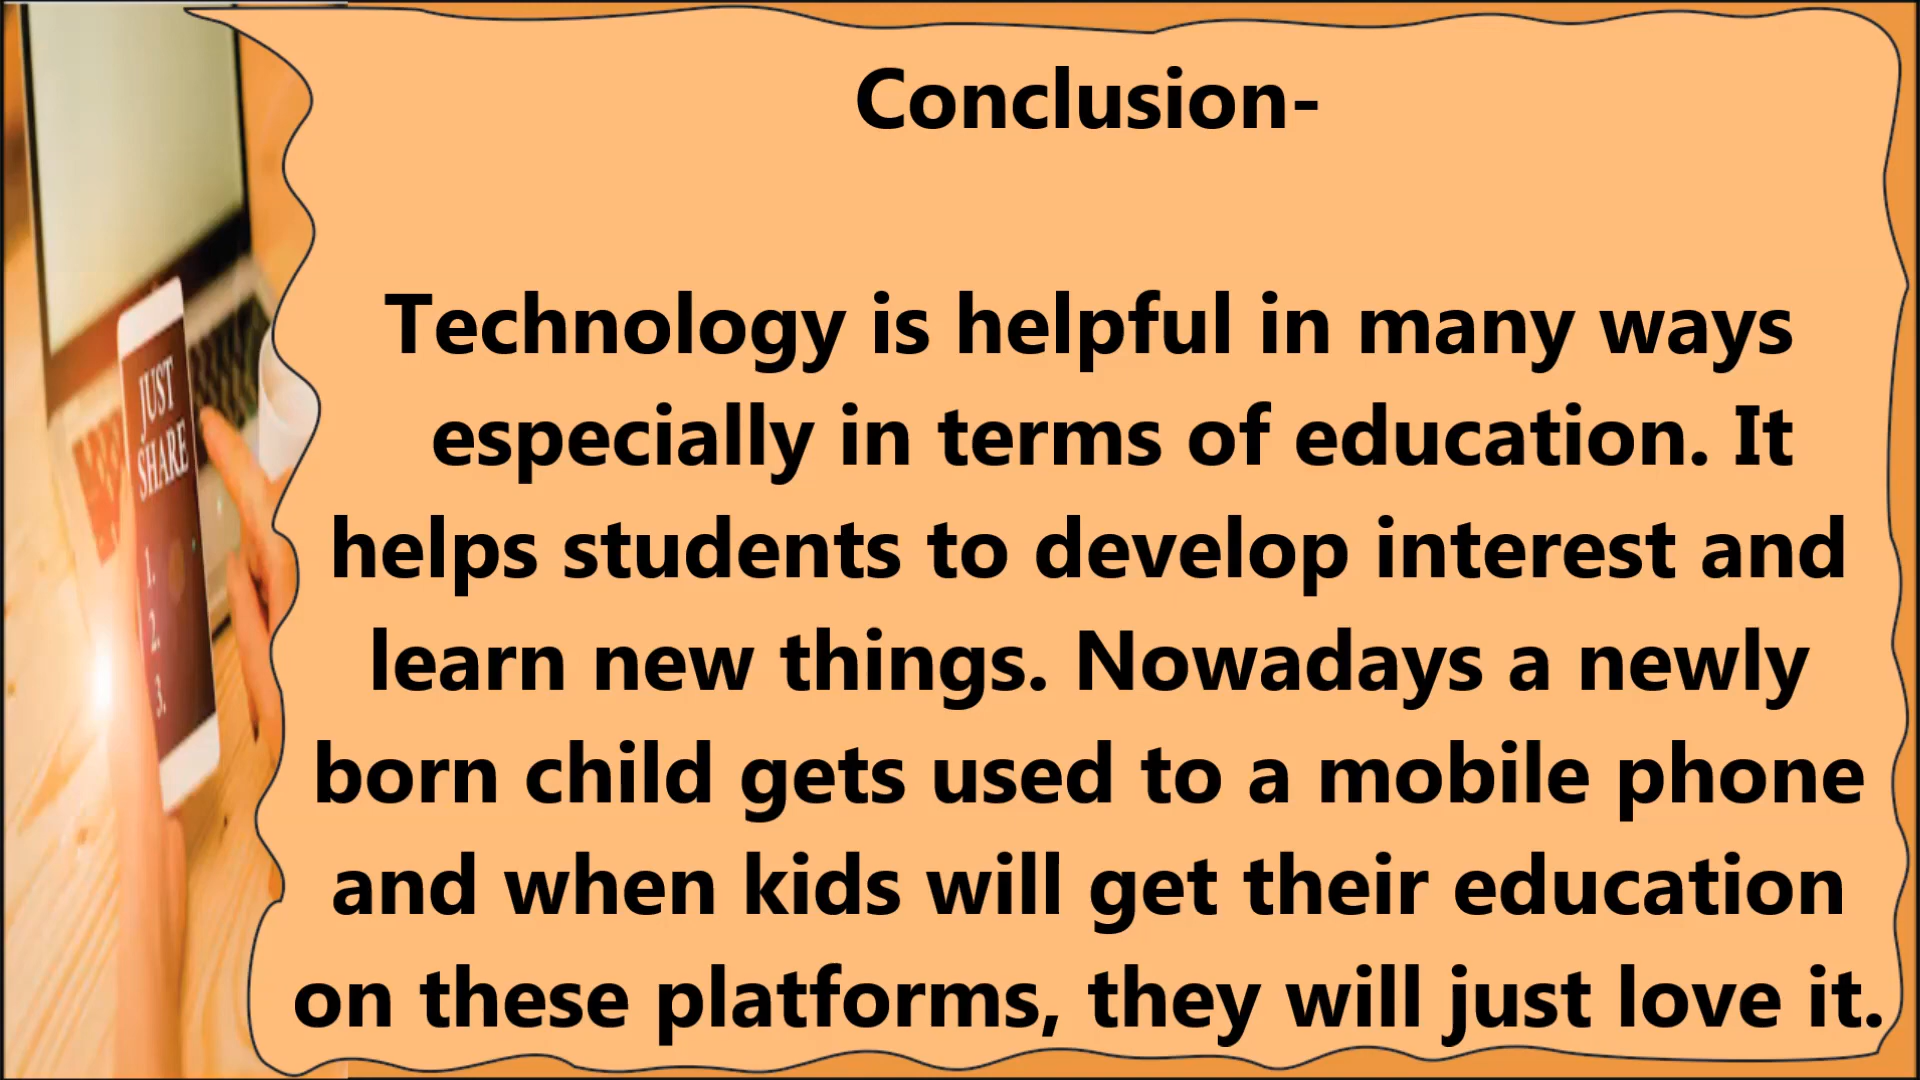 Conclusion-
Technology is helpful in many ways
especially in terms of education. It
helps students to develop interest and
learn new things. Nowadays a newly
born child gets used to a mobile phone
and when kids will get their education
on these platforms, they will just love it.
JUST
SHARE
1.
2.
3.